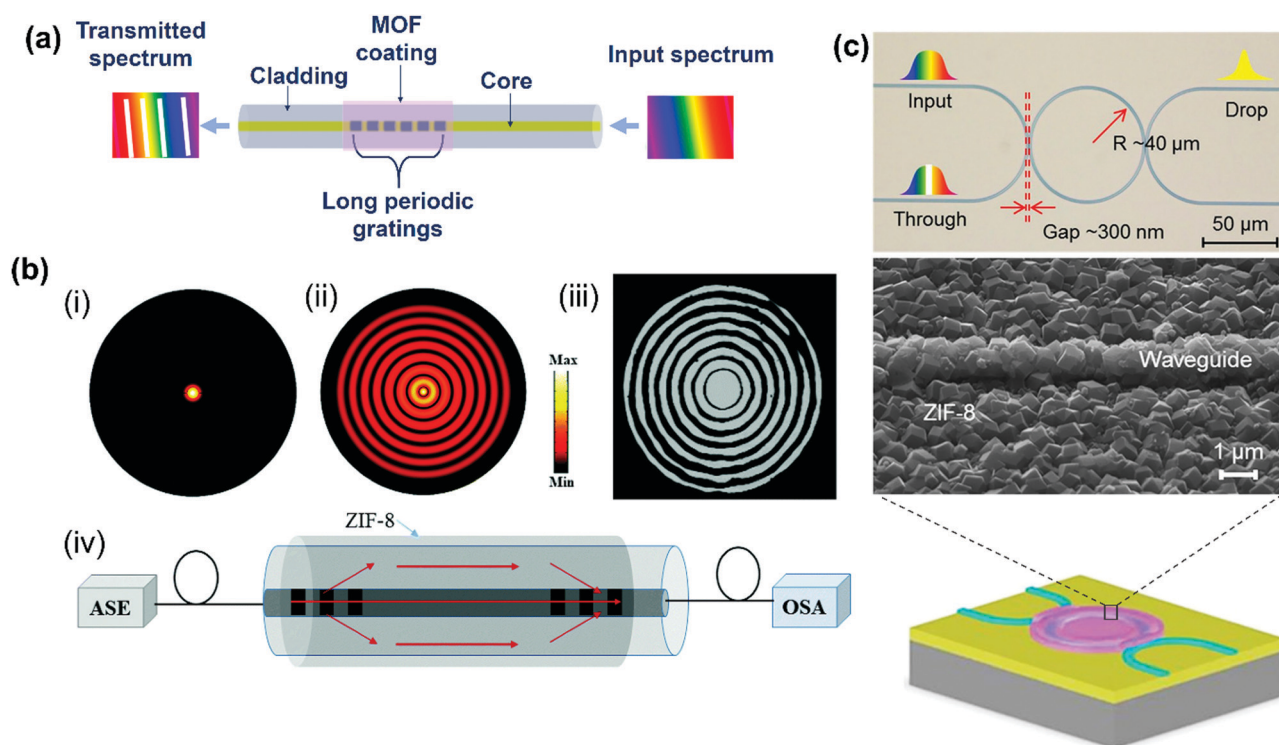 (a)
Transmitted
spectrum
MOF
coating
Cladding
Core
Input spectrum
Long periodic
gratings
(b)
(i)
(ii)
Max
Min
(iii)
(iv)
ZIF-8
ASE
OSA
(c)
Input
Drop
R ~40 µm
Through
Gap ~300 nm
50 µm
Waveguide
ZIF-8
1 µm